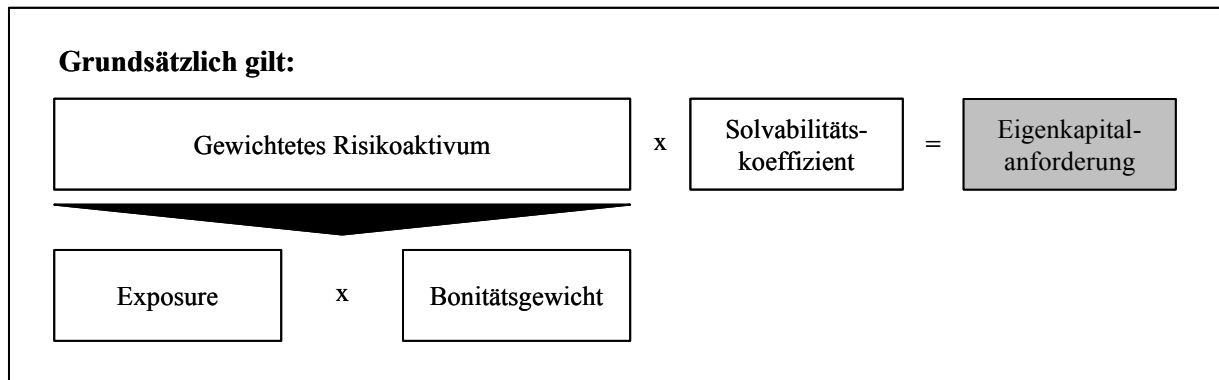 Grundsätzlich gilt:
Gewichtetes Risikoaktivum
x
Solvabilitäts-
koeffizient
=
Eigenkapital-
anforderung
Exposure
x
Bonitätsgewicht